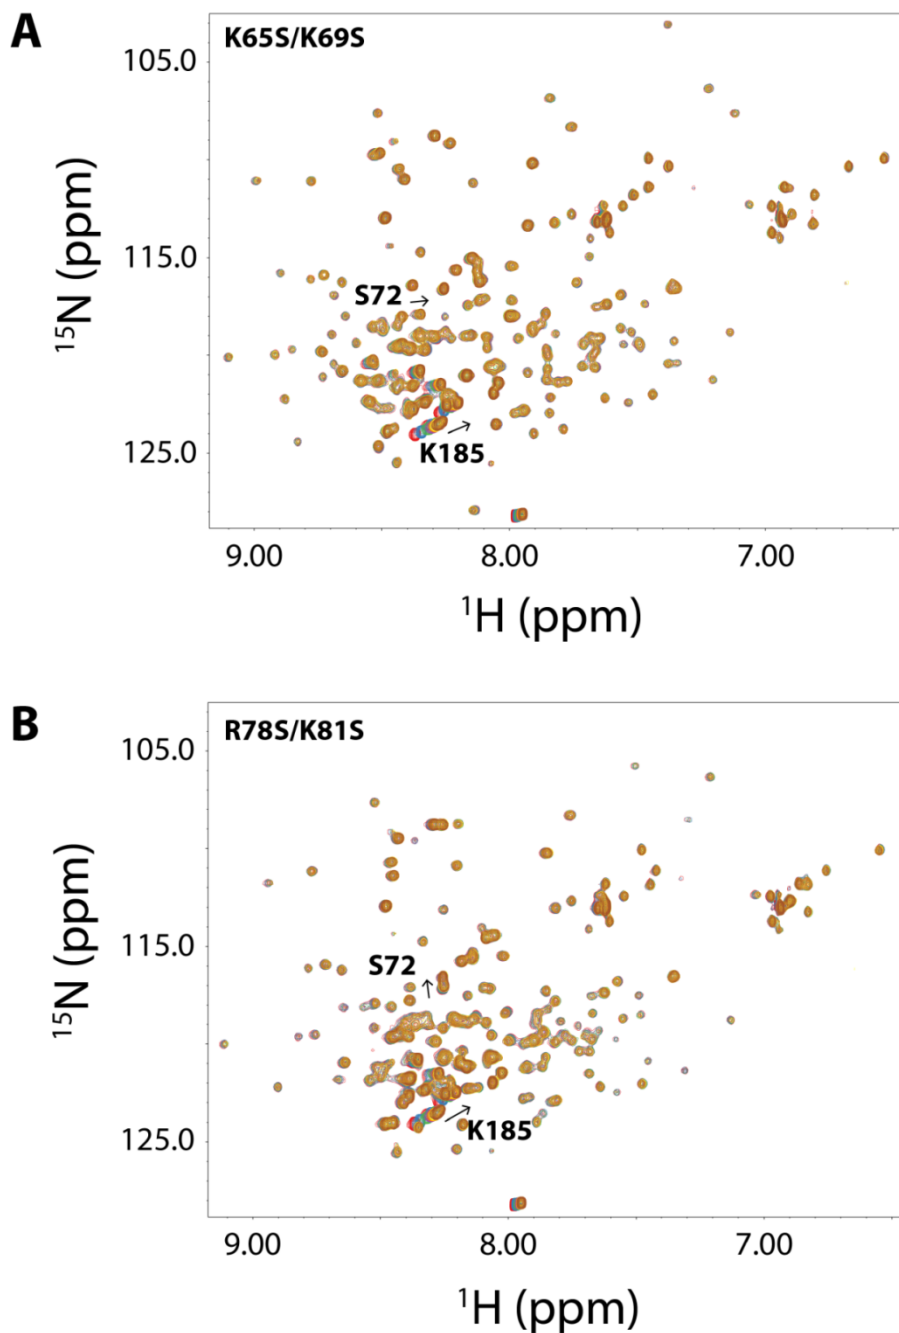 A
K65S/K69S
105.0
115.0
125.0
¹⁵N (ppm)
S72
K185
9.00 8.00 7.00
¹H (ppm)
B
R78S/K81S
105.0
115.0
125.0
¹⁵N (ppm)
S72
K185
9.00 8.00 7.00
¹H (ppm)